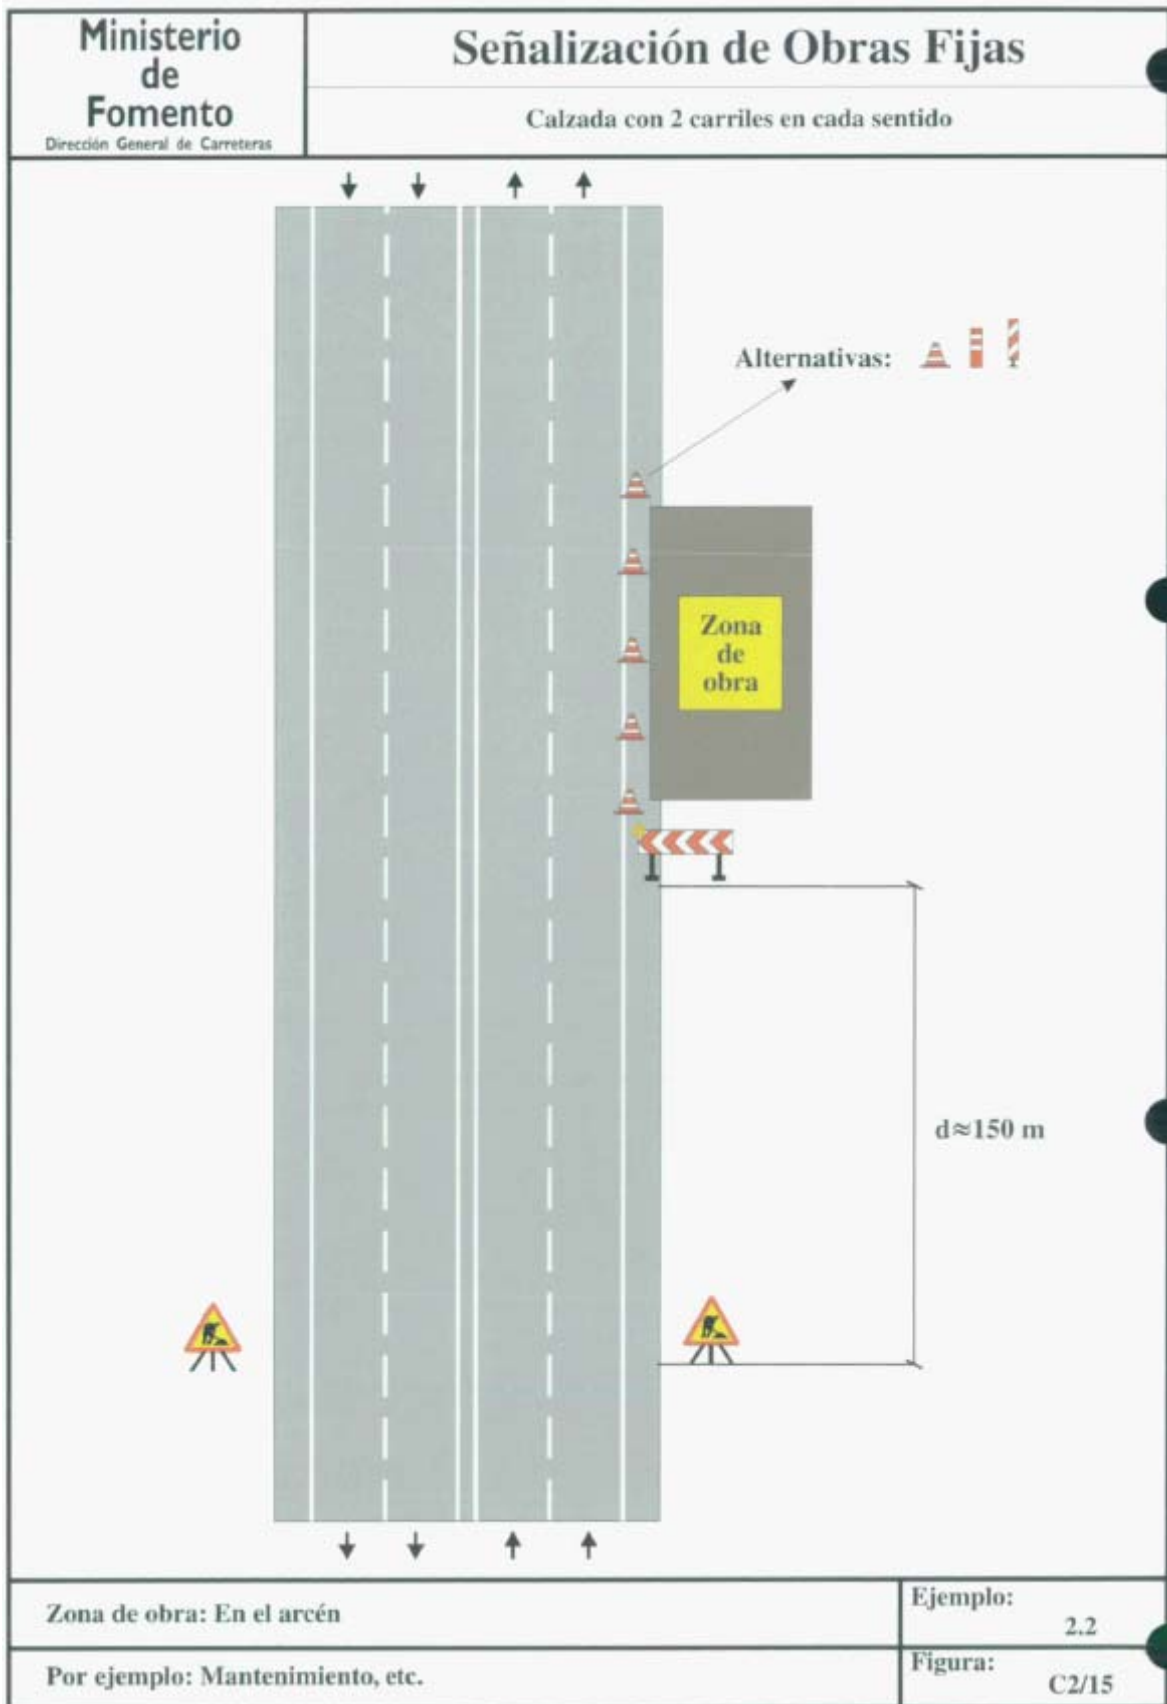 Ministerio
de
Fomento
Dirección General de Carreteras
Señalización de Obras Fijas
Calzada con 2 carriles en cada sentido
Alternativas:
Zona
de
obra
d≈150 m
Zona de obra: En el arcén
Ejemplo:
2.2
Por ejemplo: Mantenimiento, etc.
Figura:
C2/15